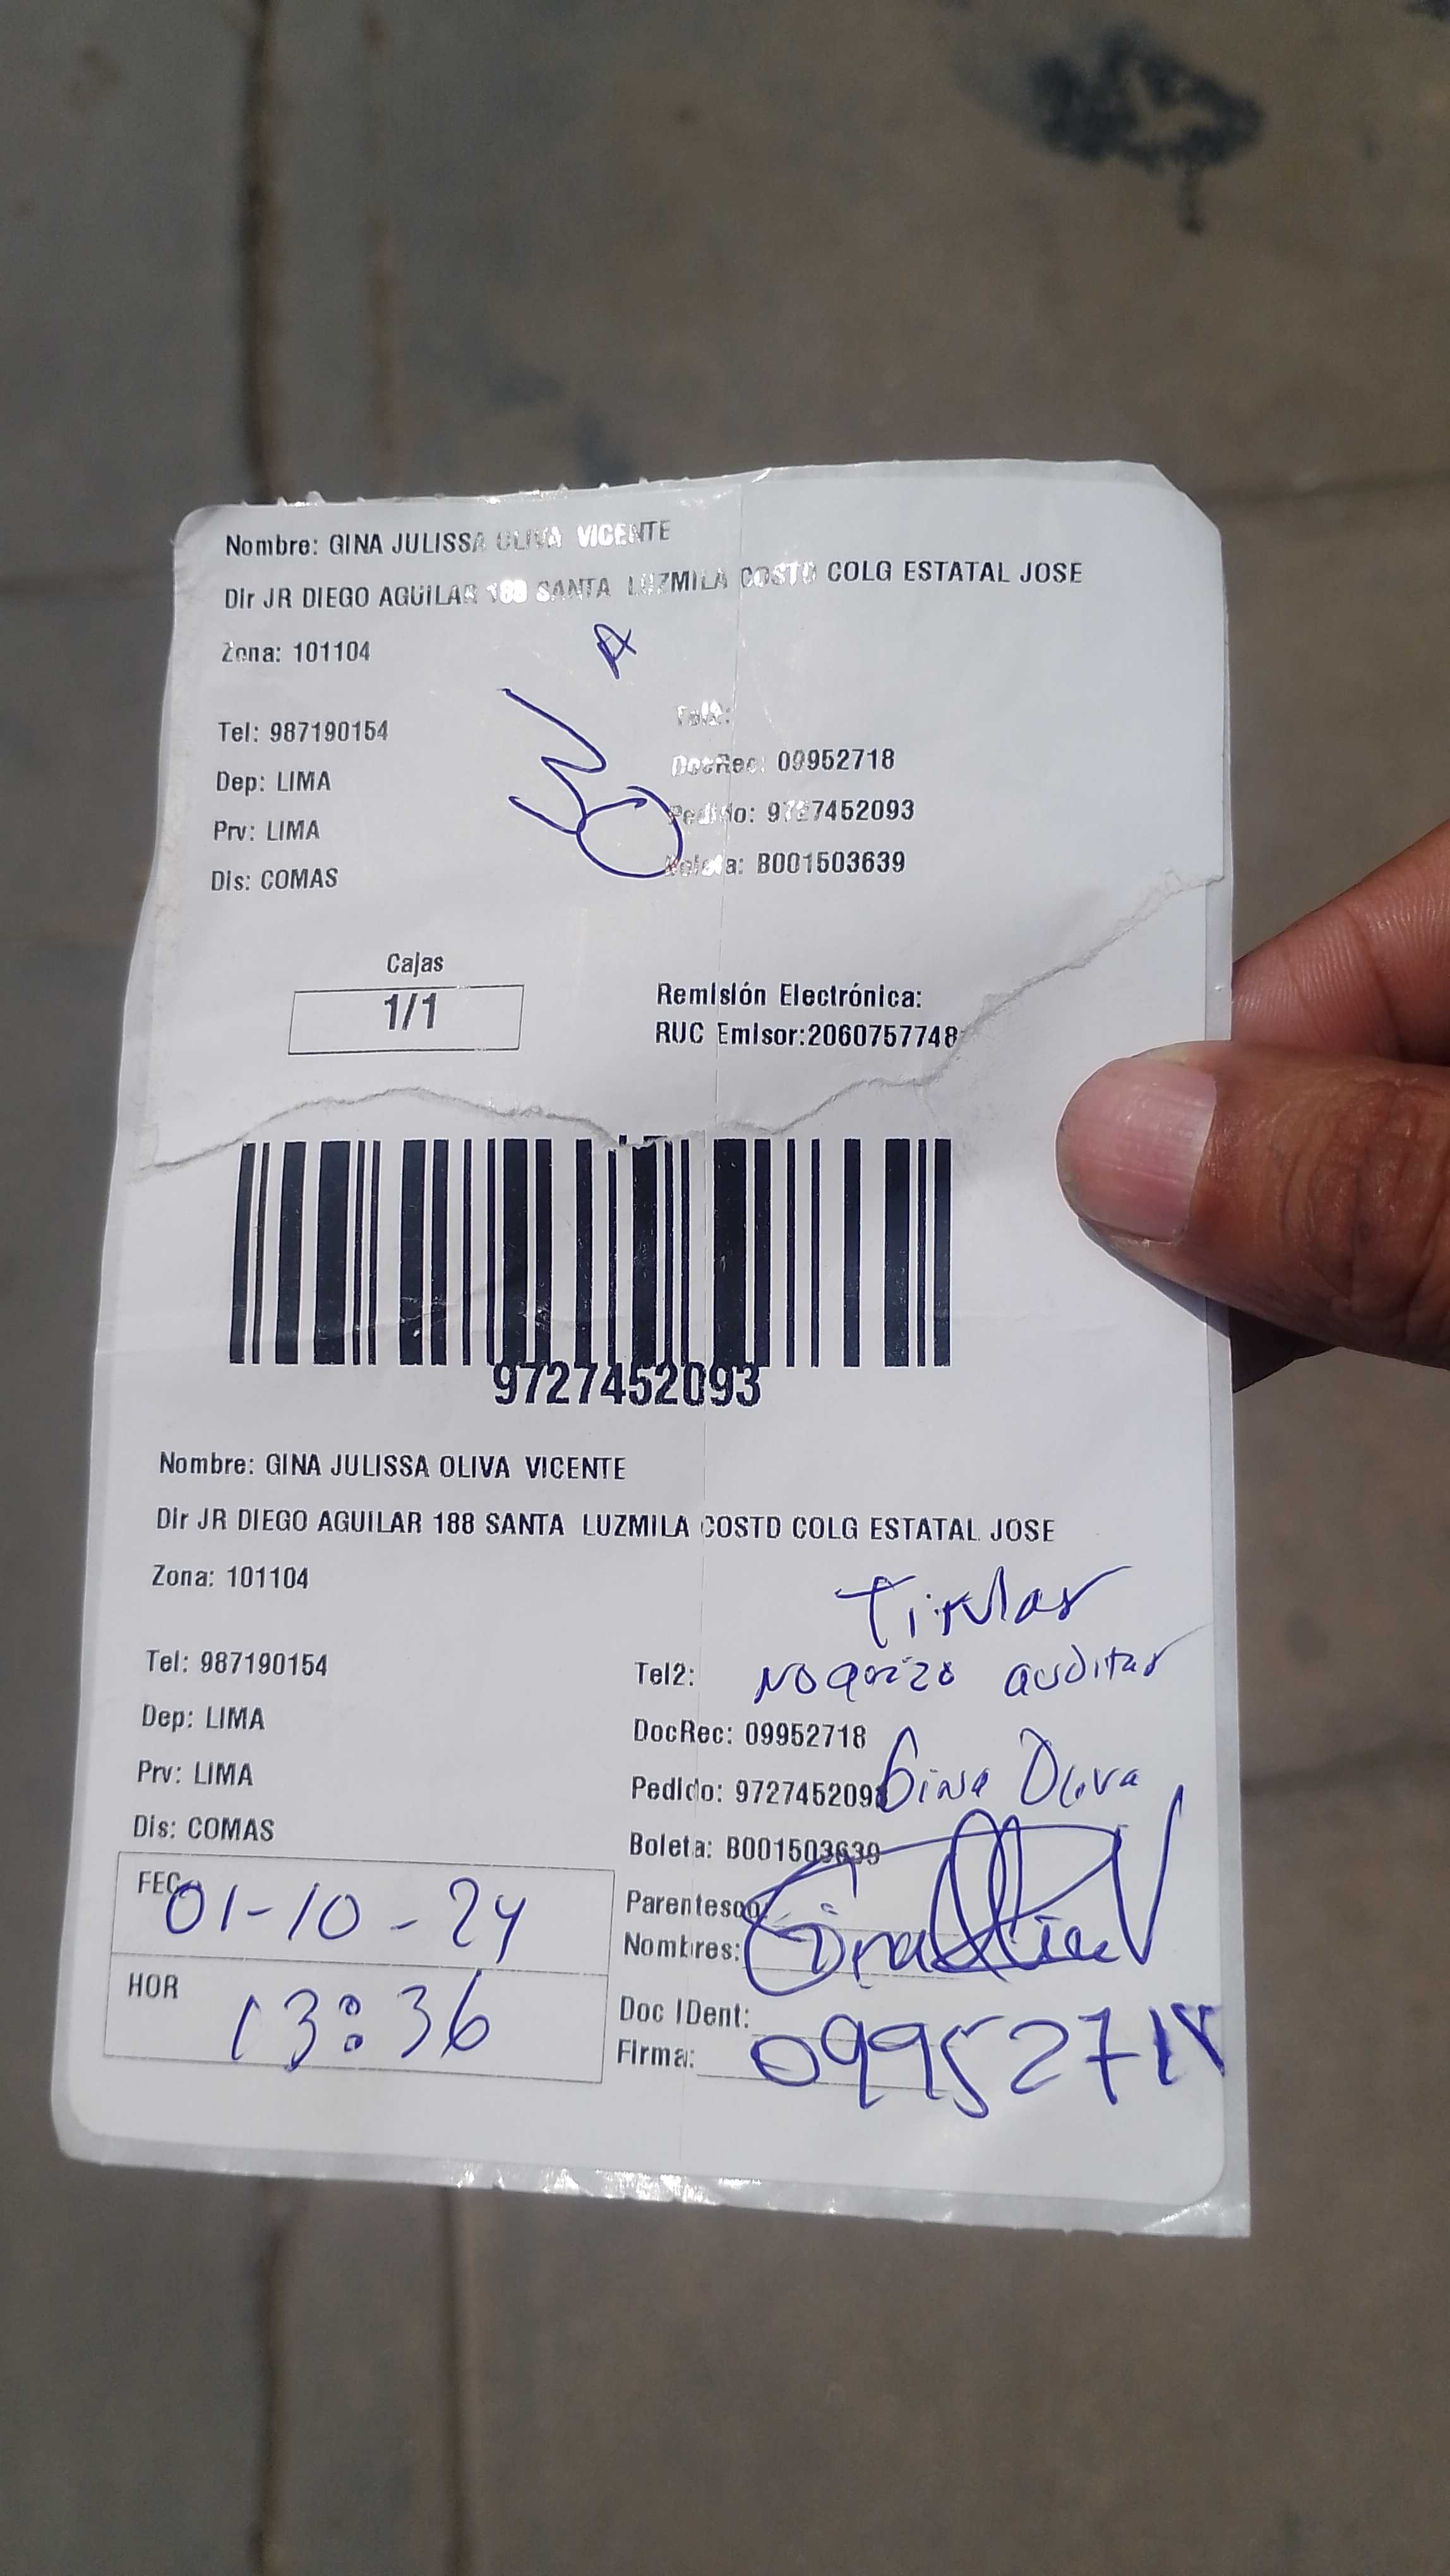 Nombre: GINA JULISSA OLIVA VICENTE
Dir JR DIEGO AGUILAR 188 SANTA LUZMILA COSTD COLG ESTATAL JOSE
Zona: 101104
A
Tel: 987190154
Tel2:
Dep: LIMA
DocRec: 09952718
Prv: LIMA
Pedido: 9727452093
Dis: COMAS
Boleta: B001503639
Cajas
1/1
Remisión Electrónica:
RUC Emisor:2060757748
9727452093
Nombre: GINA JULISSA OLIVA VICENTE
Dir JR DIEGO AGUILAR 188 SANTA LUZMILA COSTD COLG ESTATAL JOSE
Zona: 101104
Titular
Tel: 987190154
Tel2: No quizo auditar
Dep: LIMA
DocRec: 09952718
Prv: LIMA
Pedido: 9727452093 Gina Oliva
Dis: COMAS
Boleta: B001503639
FEC 01-10-24
Parentesco:
Nombres: Gina Oliva V
HOR 13:36
Doc IDent: 09952718
Firma: